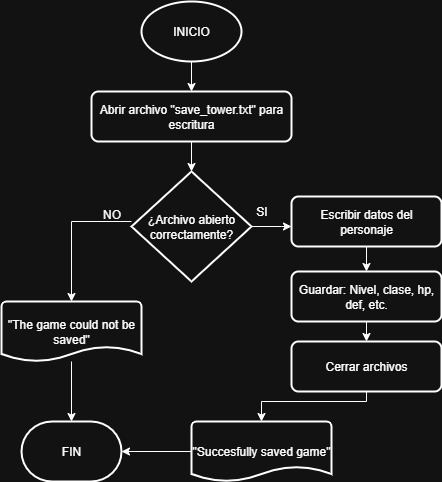 INICIO
Abrir archivo "save_tower.txt" para
escritura
¿Archivo abierto
correctamente?
NO
SI
Escribir datos del
personaje
Guardar: Nivel, clase, hp,
def, etc.
"The game could not be
saved"
Cerrar archivos
"Succesfully saved game"
FIN